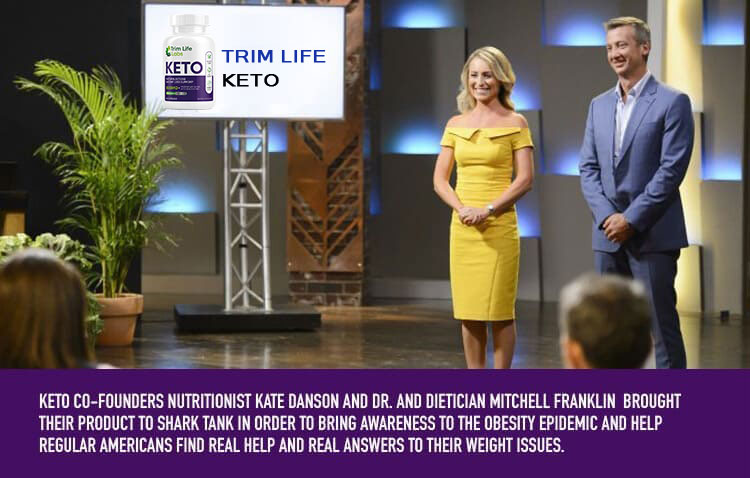 Trim Life
Labs
KETO
TRIM LIFE
KETO
KETO CO-FOUNDERS NUTRITIONIST KATE DANSON AND DR. AND DIETICIAN MITCHELL FRANKLIN BROUGHT
THEIR PRODUCT TO SHARK TANK IN ORDER TO BRING AWARENESS TO THE OBESITY EPIDEMIC AND HELP
REGULAR AMERICANS FIND REAL HELP AND REAL ANSWERS TO THEIR WEIGHT ISSUES.